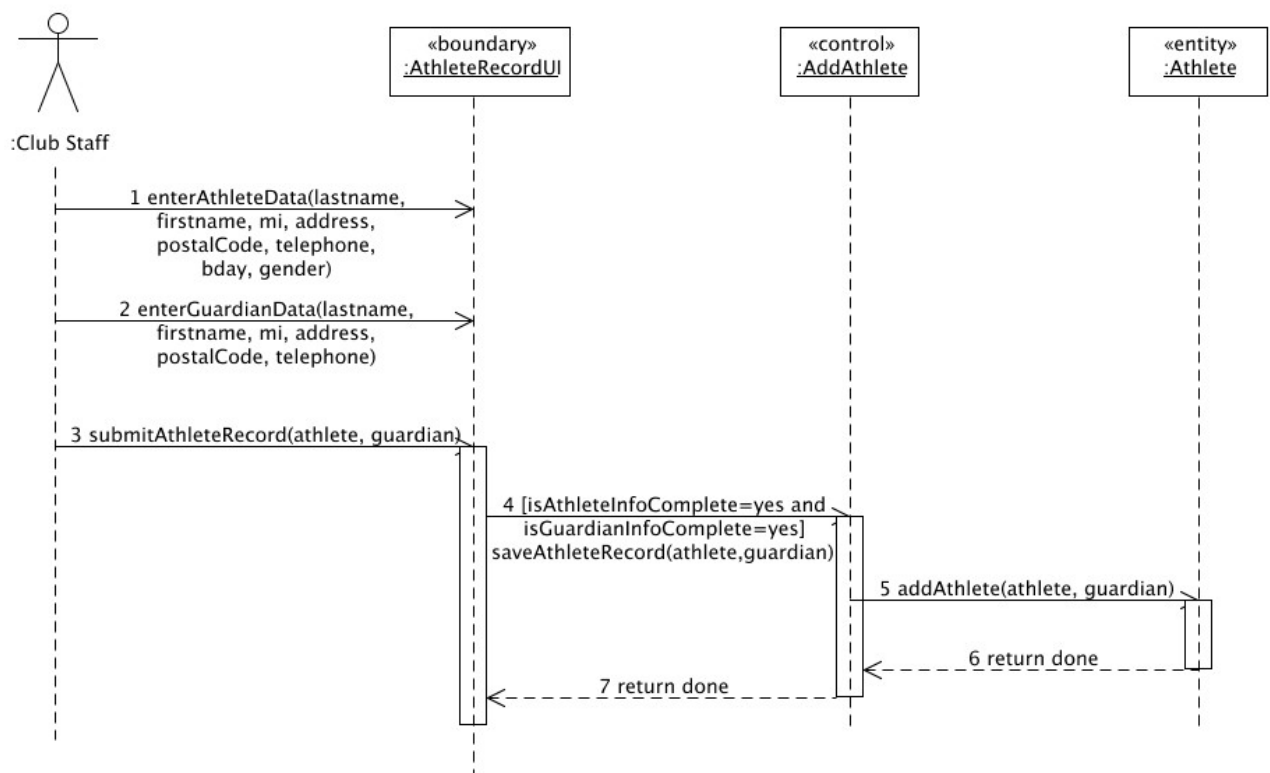 «boundary»
:AthleteRecordUI
«control»
:AddAthlete
«entity»
:Athlete
:Club Staff
1 enterAthleteData(lastname,
firstname, mi, address,
postalCode, telephone,
bday, gender)
2 enterGuardianData(lastname,
firstname, mi, address,
postalCode, telephone)
3 submitAthleteRecord(athlete, guardian)
4 [isAthleteInfoComplete=yes and
isGuardianInfoComplete=yes]
saveAthleteRecord(athlete,guardian)
5 addAthlete(athlete, guardian)
6 return done
7 return done